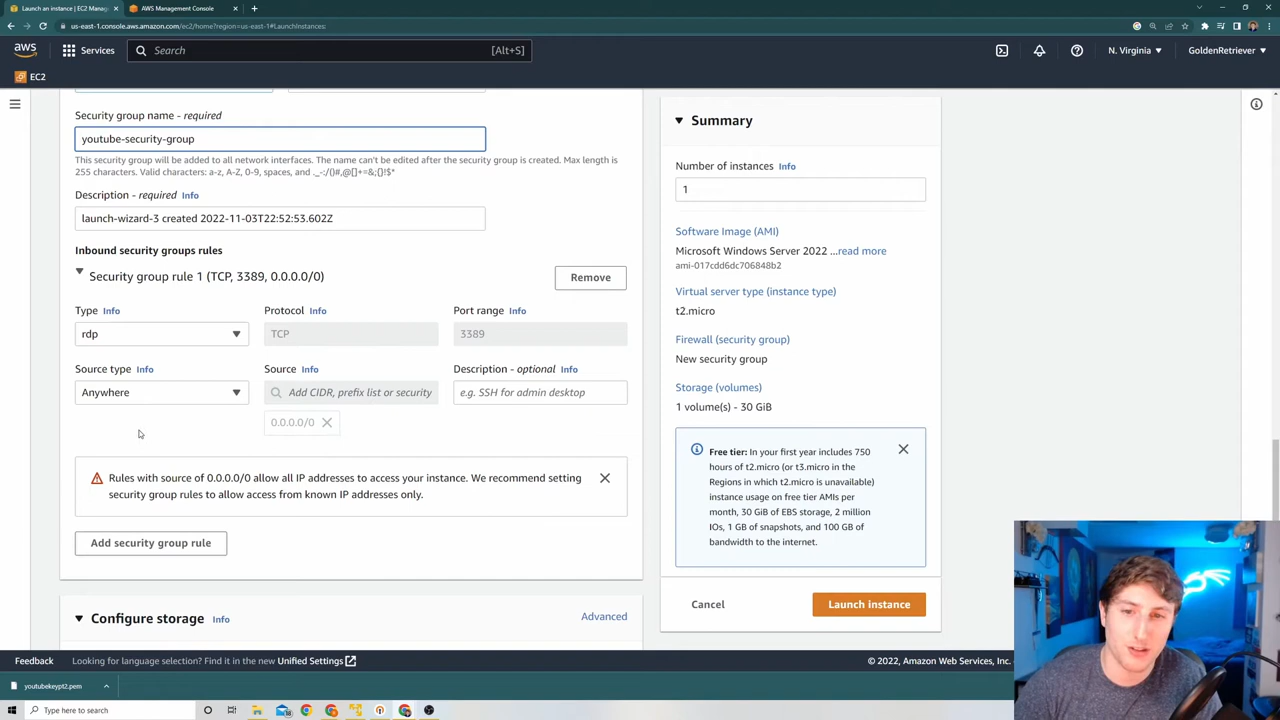 Launch an instance | EC2 Manager
AWS Management Console
us-east-1.console.aws.amazon.com/ec2/home?region=us-east-1#LaunchInstances:
aws
Services
Search
[Alt+S]
N. Virginia
GoldenRetriever
EC2
Security group name - required
youtube-security-group
This security group will be added to all network interfaces. The name can't be edited after the security group is created. Max length is
255 characters. Valid characters: a-z, A-Z, 0-9, spaces, and ._-:/()#,@[]+=&;{}!$*
Description - required Info
launch-wizard-3 created 2022-11-03T22:52:53.602Z
Inbound security groups rules
Security group rule 1 (TCP, 3389, 0.0.0.0/0)
Remove
Type Info
Protocol Info
Port range Info
rdp
TCP
3389
Source type Info
Source Info
Description - optional Info
Anywhere
Add CIDR, prefix list or security
e.g. SSH for admin desktop
0.0.0.0/0
Rules with source of 0.0.0.0/0 allow all IP addresses to access your instance. We recommend setting
security group rules to allow access from known IP addresses only.
Add security group rule
Configure storage Info
Advanced
Summary
Number of instances Info
1
Software Image (AMI)
Microsoft Windows Server 2022 ...read more
ami-017cdd6dc706848b2
Virtual server type (instance type)
t2.micro
Firewall (security group)
New security group
Storage (volumes)
1 volume(s) - 30 GiB
Free tier: In your first year includes 750
hours of t2.micro (or t3.micro in the
Regions in which t2.micro is unavailable)
instance usage on free tier AMIs per
month, 30 GiB of EBS storage, 2 million
IOs, 1 GB of snapshots, and 100 GB of
bandwidth to the internet.
Cancel
Launch instance
Feedback
Looking for language selection? Find it in the new Unified Settings
© 2022, Amazon Web Services, Inc.
youtubekeypt2.pem
Type here to search